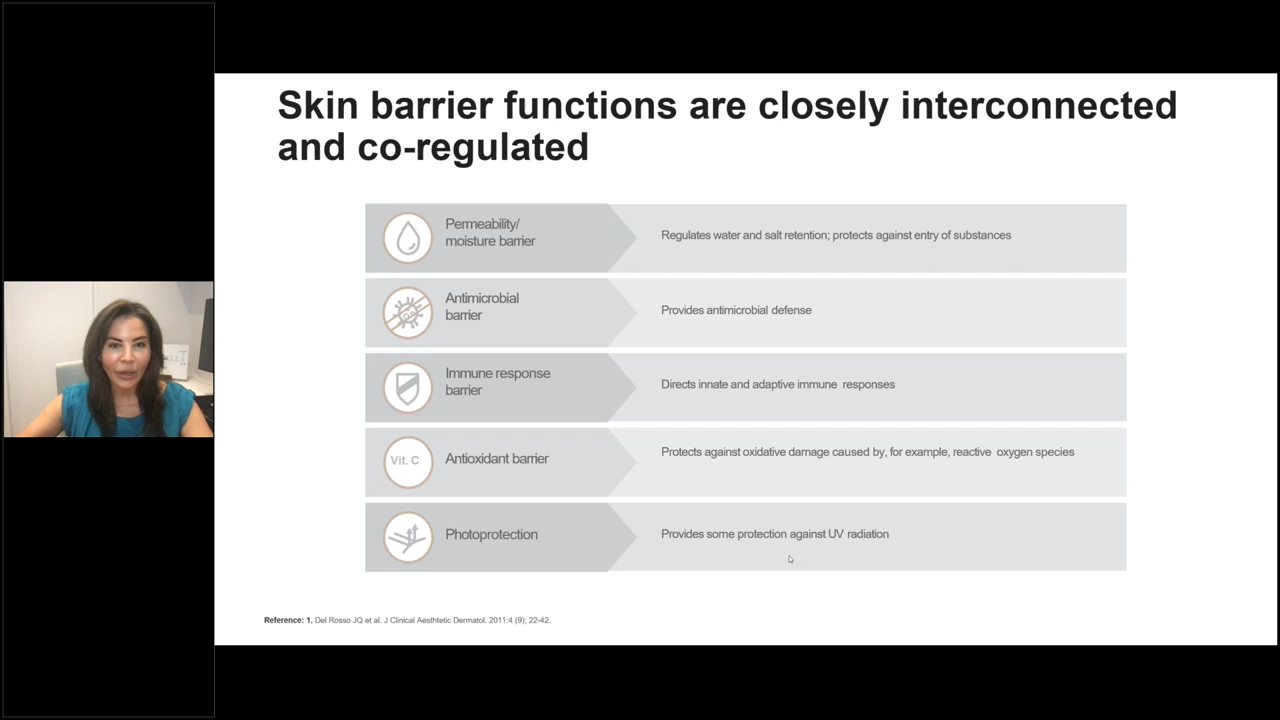 Skin barrier functions are closely interconnected
and co-regulated
Permeability/
moisture barrier
Regulates water and salt retention; protects against entry of substances
Antimicrobial
barrier
Provides antimicrobial defense
Immune response
barrier
Directs innate and adaptive immune responses
Vit. C
Antioxidant barrier
Protects against oxidative damage caused by, for example, reactive oxygen species
Photoprotection
Provides some protection against UV radiation
Reference: 1. Del Rosso JQ et al. J Clinical Aesthtetic Dermatol. 2011:4 (9); 22-42.